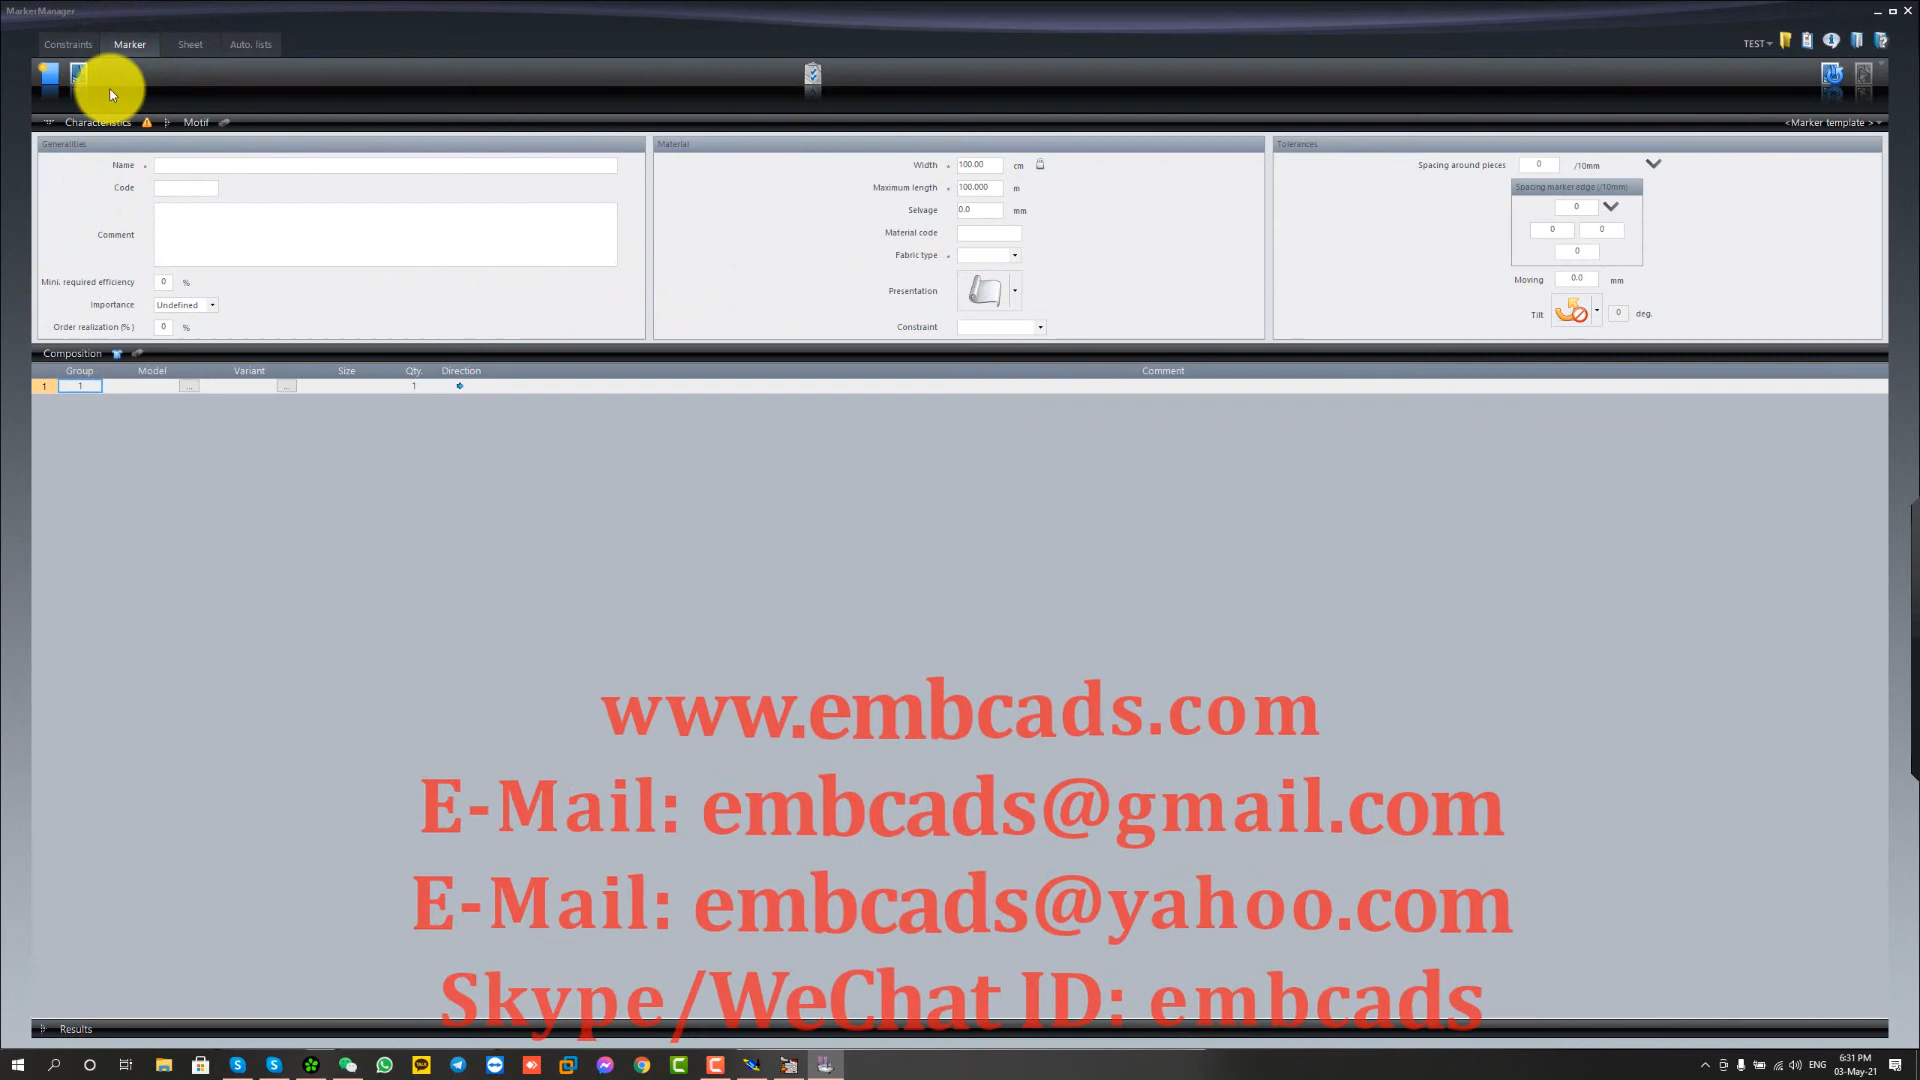 MarkerManager
Constraints Marker Sheet Auto. lists TEST
Characteristics Motif <Marker template >
Generalities Material Tolerances
Name Width 100.00 cm Spacing around pieces 0 /10mm
Code Maximum length 100.000 m Spacing marker edge (/10mm)
Selvage 0.0 mm 0
Comment Material code 0 0
Fabric type 0
Mini. required efficiency 0 % Presentation Moving 0.0 mm
Importance Undefined Tilt 0 deg.
Order realization (%) 0 % Constraint
Composition
Group Model Variant Size Qty. Direction Comment
1 1 ... ... 1
www.embcads.com
E-Mail: embcads@gmail.com
E-Mail: embcads@yahoo.com
Skype/WeChat ID: embcads
Results
ENG 6:31 PM
03-May-21